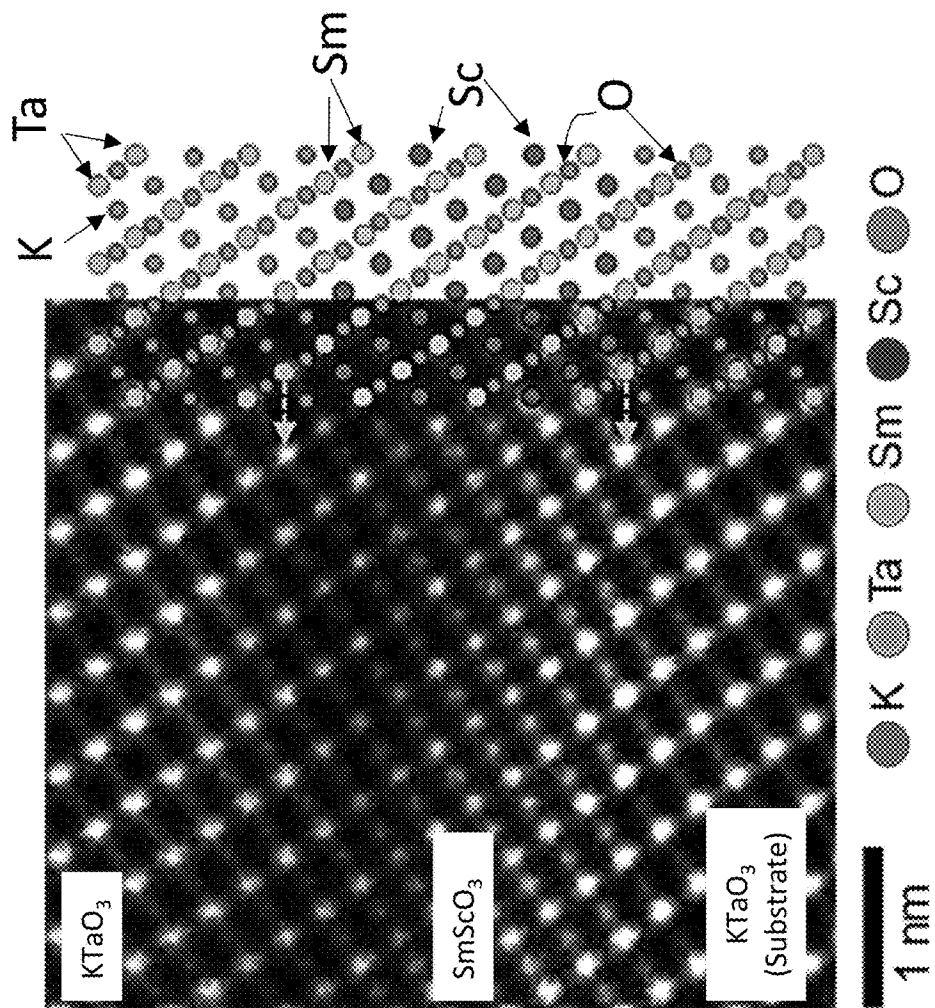 KTaO₃
SmScO₃
KTaO₃
(Substrate)
K
Ta
Sm
Sc
O
1 nm
K Ta Sm Sc O